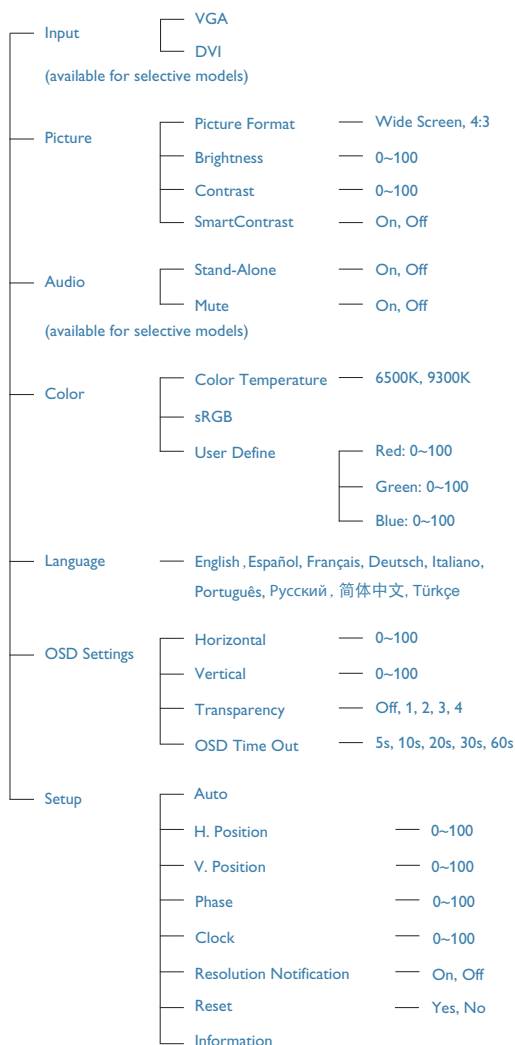 Input
VGA
DVI
(available for selective models)
Picture
Picture Format
Wide Screen, 4:3
Brightness
0~100
Contrast
0~100
SmartContrast
On, Off
Audio
Stand-Alone
On, Off
Mute
On, Off
(available for selective models)
Color
Color Temperature
6500K, 9300K
sRGB
User Define
Red: 0~100
Green: 0~100
Blue: 0~100
Language
English , Español, Français, Deutsch, Italiano,
Português, Русский , 简体中文, Türkçe
OSD Settings
Horizontal
0~100
Vertical
0~100
Transparency
Off, 1, 2, 3, 4
OSD Time Out
5s, 10s, 20s, 30s, 60s
Setup
Auto
H. Position
0~100
V. Position
0~100
Phase
0~100
Clock
0~100
Resolution Notification
On, Off
Reset
Yes, No
Information